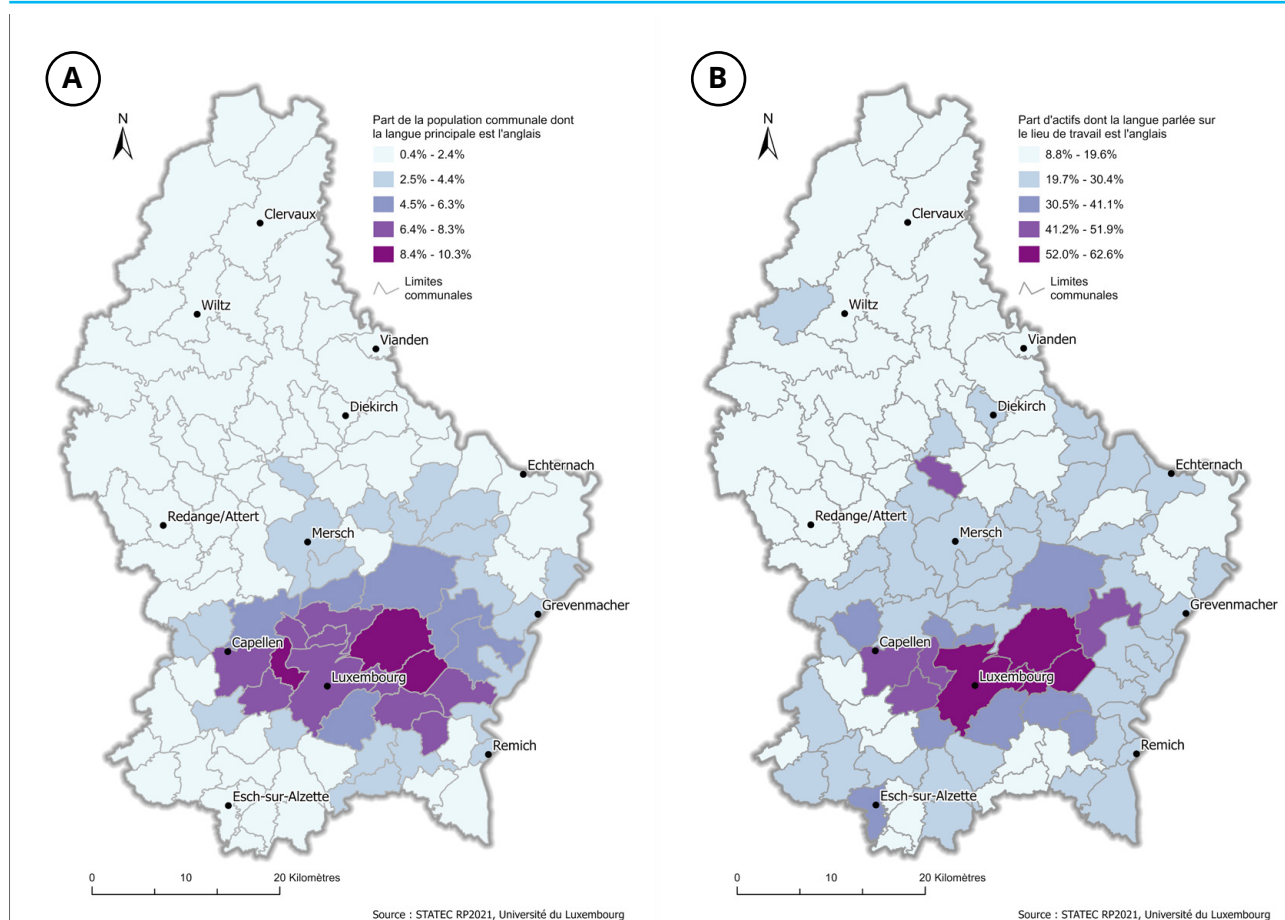 A
N
Part de la population communale dont
la langue principale est l'anglais
0.4% - 2.4%
2.5% - 4.4%
4.5% - 6.3%
6.4% - 8.3%
8.4% - 10.3%
Limites
communales
Clervaux
Wiltz
Vianden
Diekirch
Echternach
Redange/Attert
Mersch
Grevenmacher
Capellen
Luxembourg
Remich
Esch-sur-Alzette
0 10 20 Kilomètres
Source : STATEC RP2021, Université du Luxembourg
B
N
Part d'actifs dont la langue parlée sur
le lieu de travail est l'anglais
8.8% - 19.6%
19.7% - 30.4%
30.5% - 41.1%
41.2% - 51.9%
52.0% - 62.6%
Limites
communales
Clervaux
Wiltz
Vianden
Diekirch
Echternach
Redange/Attert
Mersch
Grevenmacher
Capellen
Luxembourg
Remich
Esch-sur-Alzette
0 10 20 Kilomètres
Source : STATEC RP2021, Université du Luxembourg